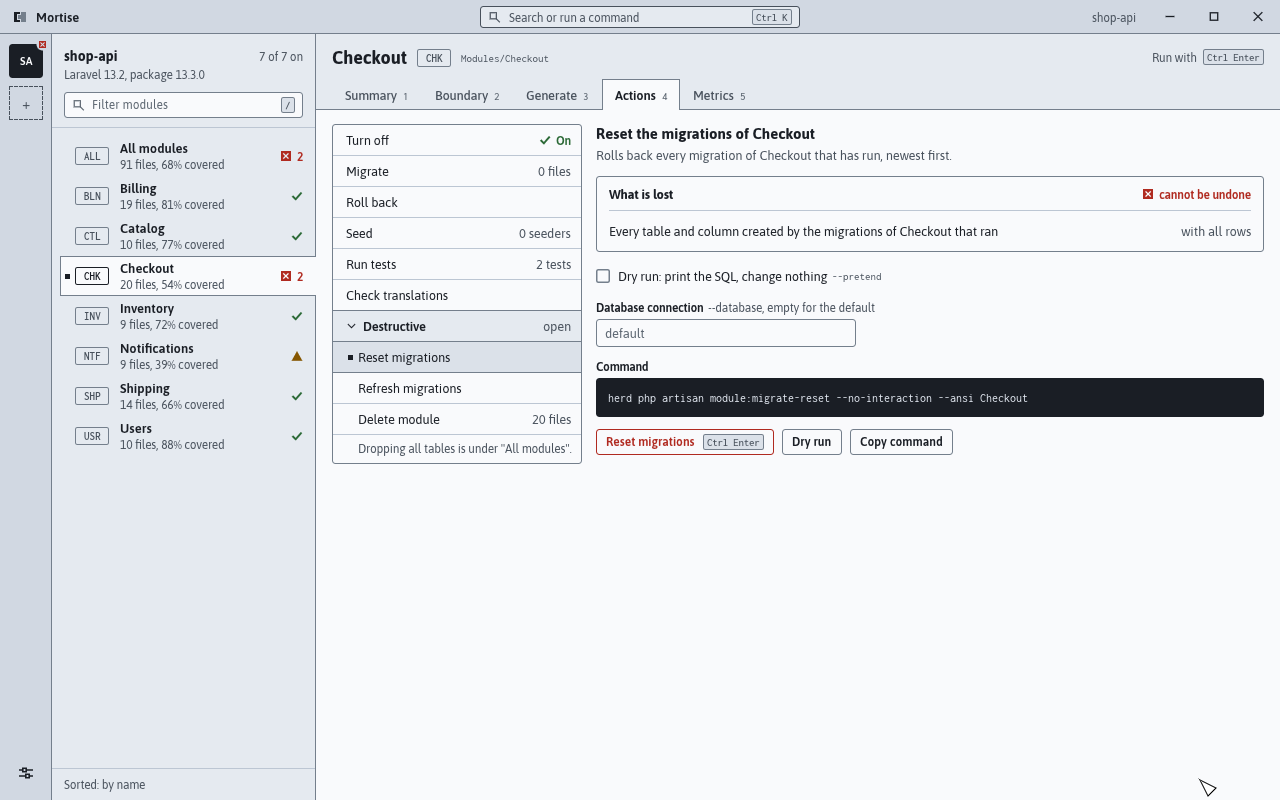 Mortise
Search or run a command
Ctrl K
shop-api
SA
+
shop-api
7 of 7 on
Laravel 13.2, package 13.3.0
Filter modules
/
ALL
All modules
91 files, 68% covered
2
BLN
Billing
19 files, 81% covered
CTL
Catalog
10 files, 77% covered
CHK
Checkout
20 files, 54% covered
2
INV
Inventory
9 files, 72% covered
NTF
Notifications
9 files, 39% covered
SHP
Shipping
14 files, 66% covered
USR
Users
10 files, 88% covered
Sorted: by name
Checkout
CHK
Modules/Checkout
Run with
Ctrl Enter
Summary 1
Boundary 2
Generate 3
Actions 4
Metrics 5
Turn off
On
Migrate
0 files
Roll back
Seed
0 seeders
Run tests
2 tests
Check translations
Destructive
open
Reset migrations
Refresh migrations
Delete module
20 files
Dropping all tables is under "All modules".
Reset the migrations of Checkout
Rolls back every migration of Checkout that has run, newest first.
What is lost
cannot be undone
Every table and column created by the migrations of Checkout that ran
with all rows
Dry run: print the SQL, change nothing --pretend
Database connection --database, empty for the default
default
Command
herd php artisan module:migrate-reset --no-interaction --ansi Checkout
Reset migrations
Ctrl Enter
Dry run
Copy command